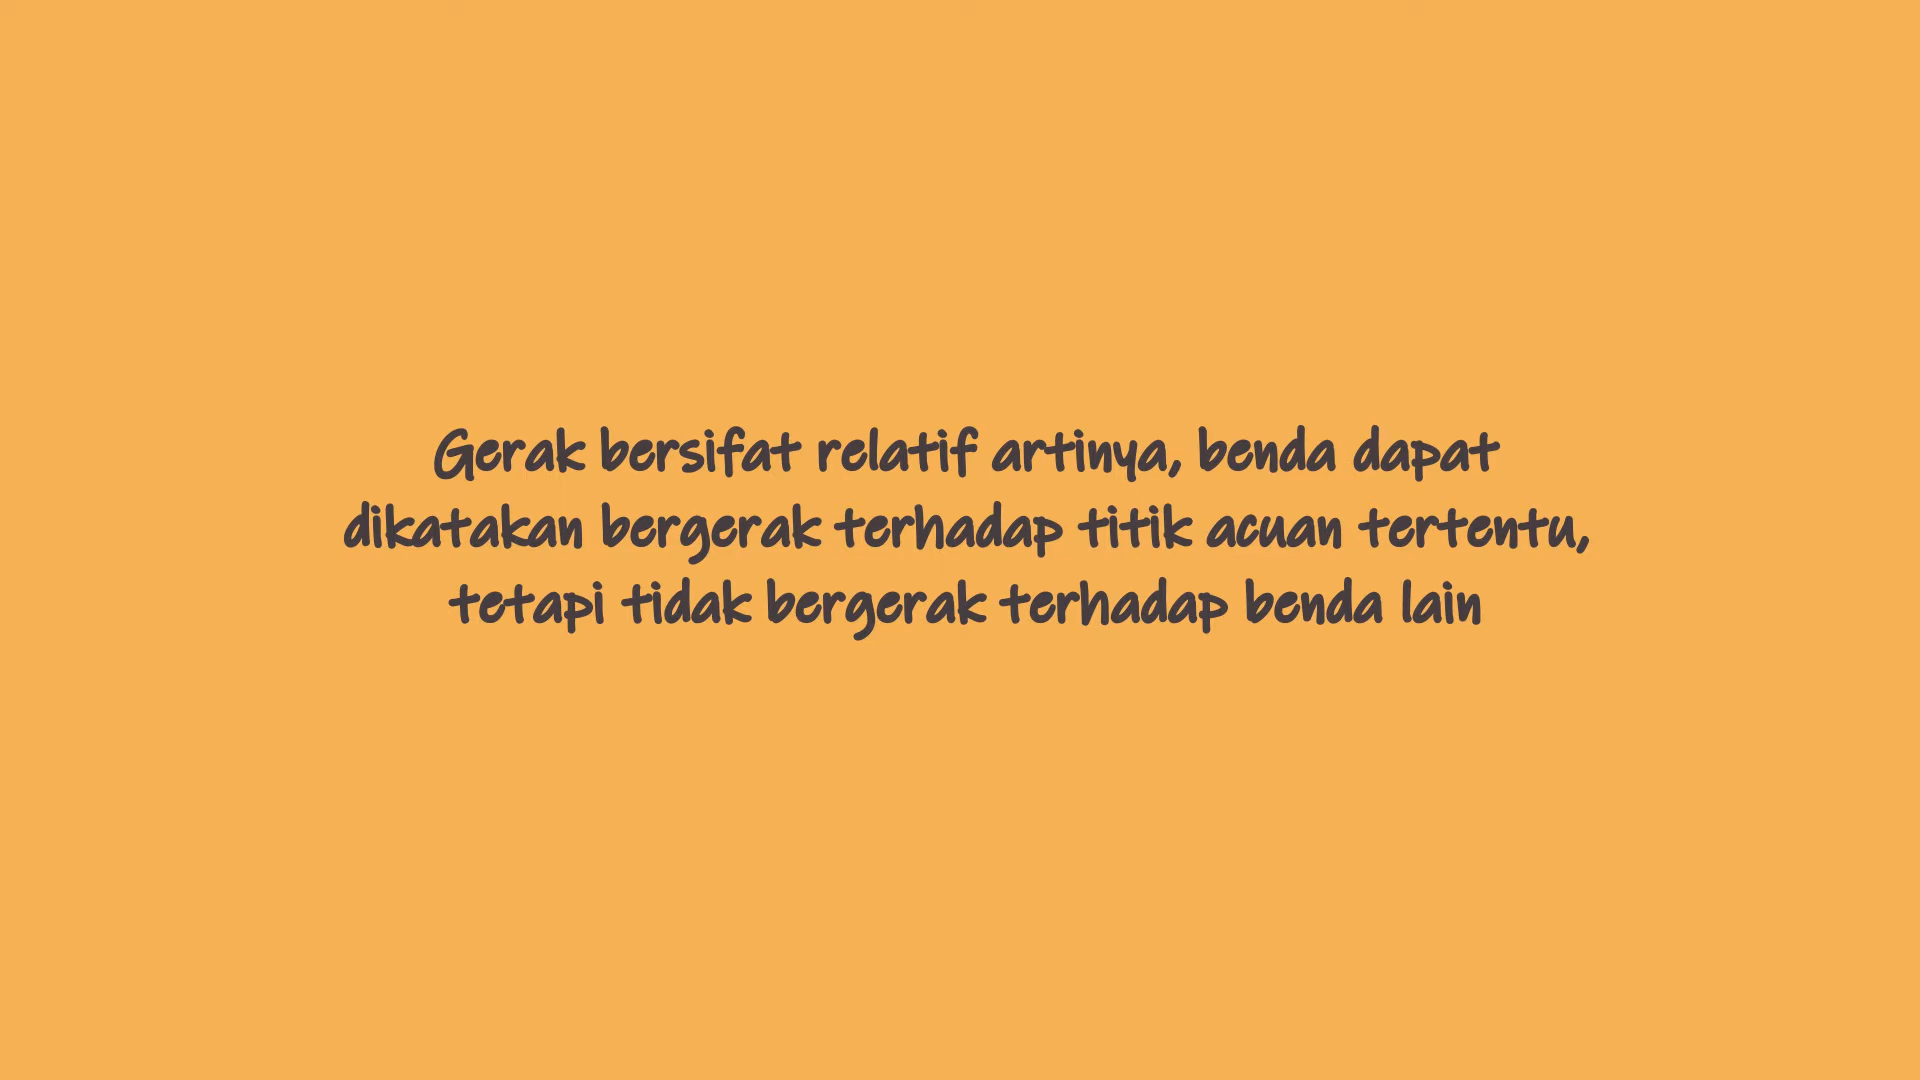 Gerak bersifat relatif artinya, benda dapat
dikatakan bergerak terhadap titik acuan tertentu,
tetapi tidak bergerak terhadap benda lain